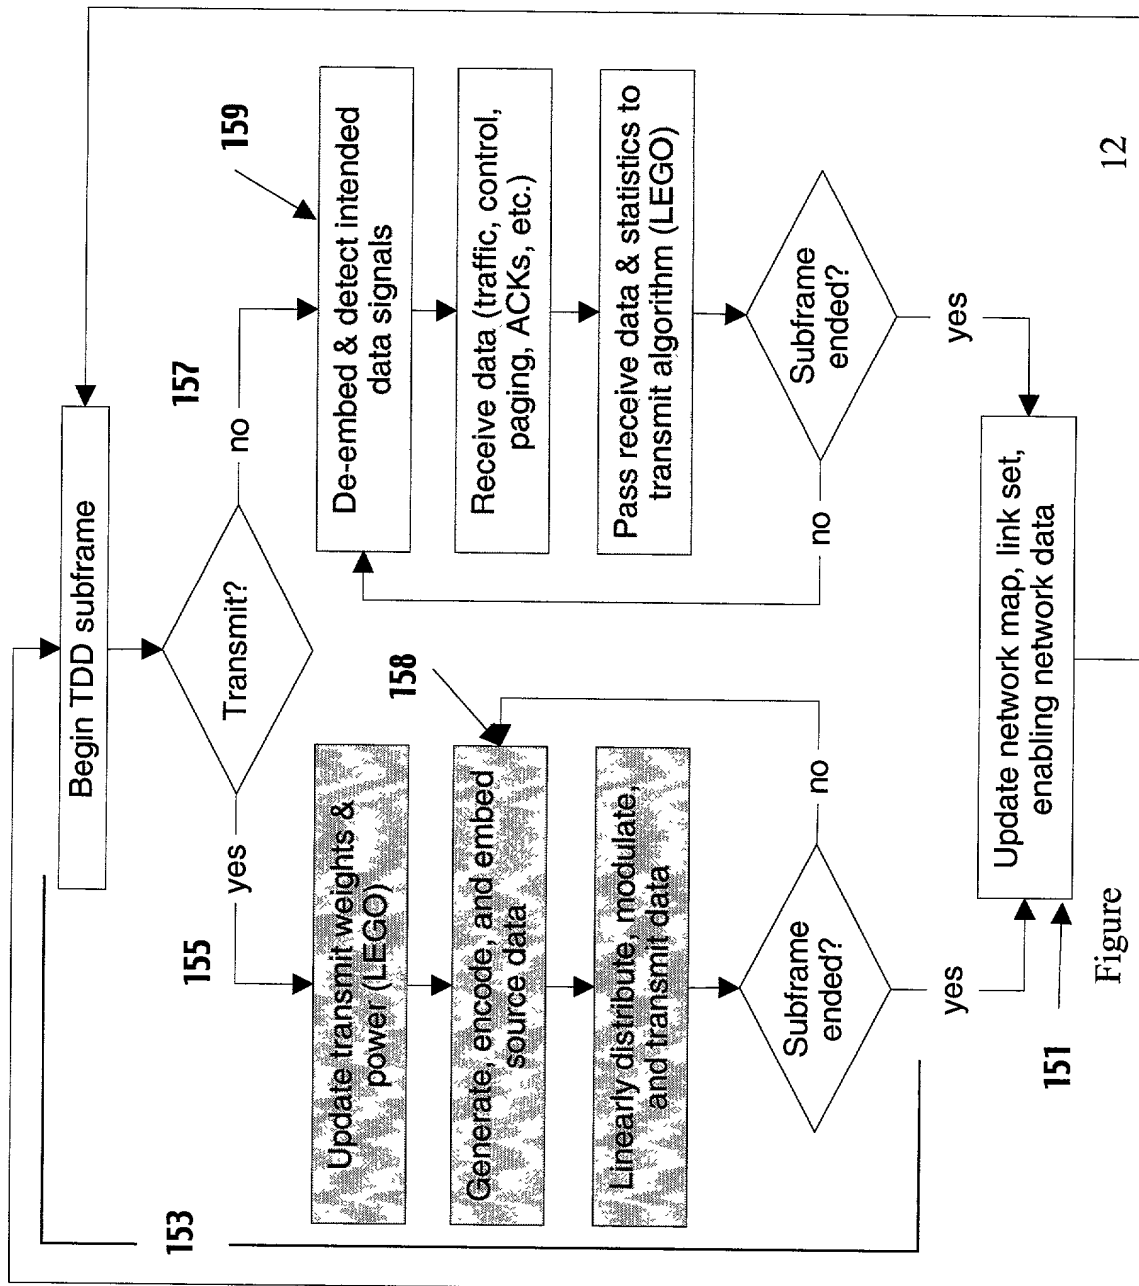 153
Begin TDD subframe
Transmit?
yes
no
155
157
Update transmit weights &
power (LEGO)
Generate, encode, and embed
source data
158
Linearly distribute, modulate,
and transmit data
Subframe
ended?
no
yes
159
De-embed & detect intended
data signals
Receive data (traffic, control,
paging, ACKs, etc.)
Pass receive data & statistics to
transmit algorithm (LEGO)
Subframe
ended?
no
yes
151
Update network map, link set,
enabling network data
Figure 12